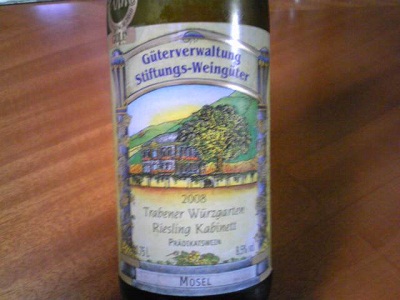 Güterverwaltung
Stiftungs-Weingüter
2008
Trabener Würzgarten
Riesling Kabinett
PRÄDIKATSWEIN
MOSEL